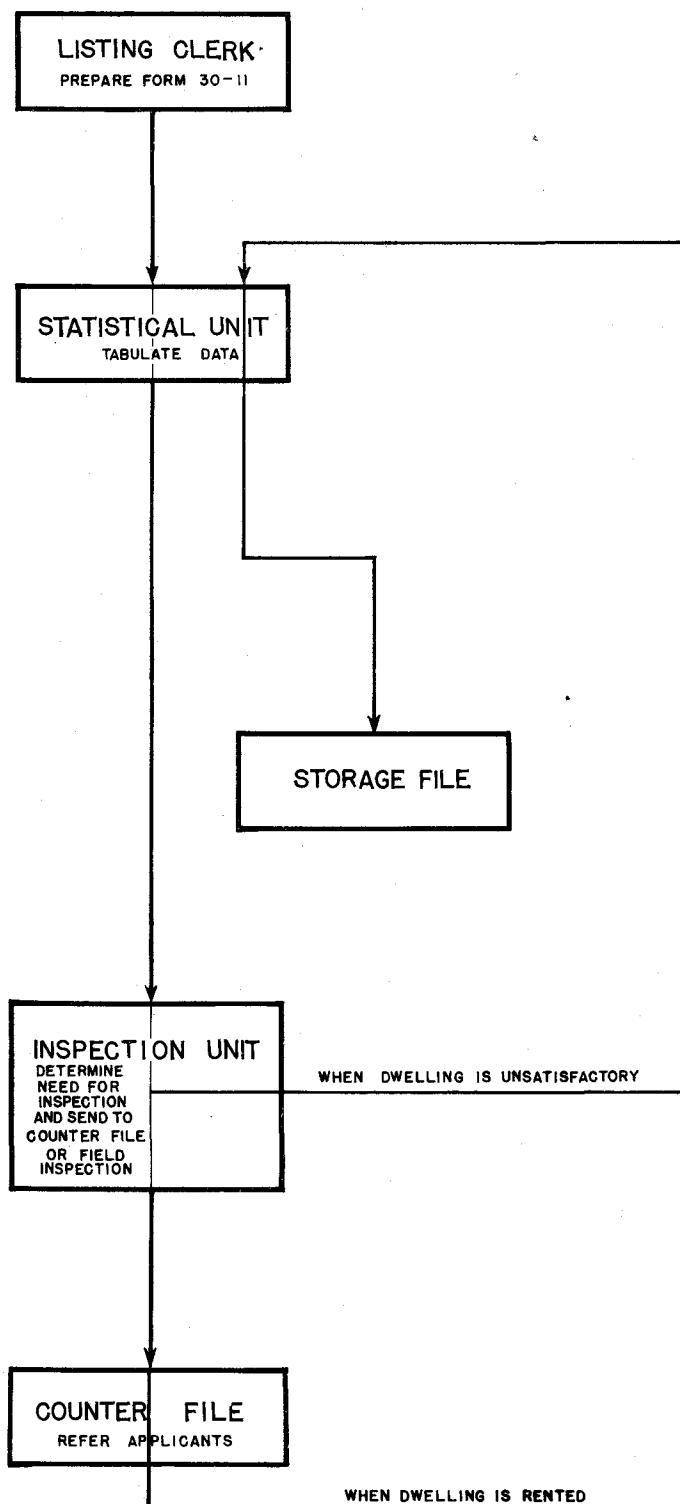 LISTING CLERK
PREPARE FORM 30-11
STATISTICAL UNIT
TABULATE DATA
STORAGE FILE
INSPECTION UNIT
DETERMINE
NEED FOR
INSPECTION
AND SEND TO
COUNTER FILE
OR FIELD
INSPECTION
WHEN DWELLING IS UNSATISFACTORY
COUNTER FILE
REFER APPLICANTS
WHEN DWELLING IS RENTED